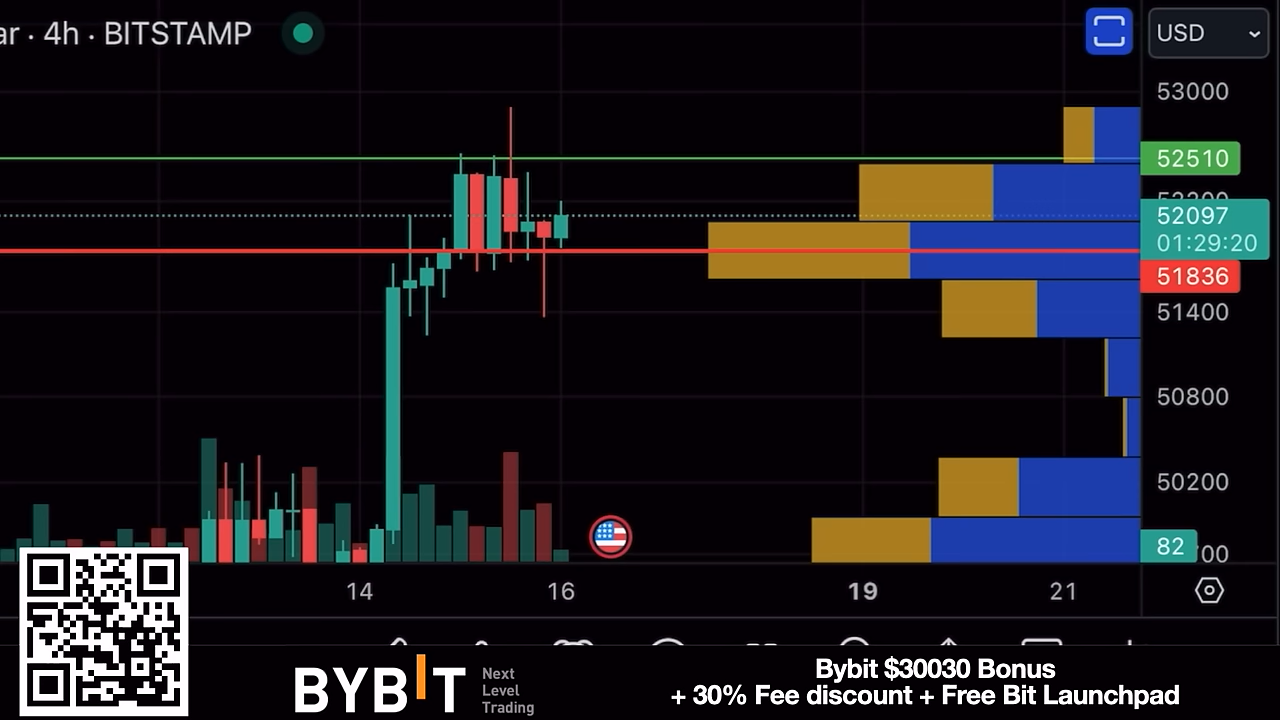 ar · 4h · BITSTAMP
USD
53000
52510
52097
01:29:20
51836
51400
50800
50200
82
00
14 16 19 21
BYBIT
Next
Level
Trading
Bybit $30030 Bonus
+ 30% Fee discount + Free Bit Launchpad